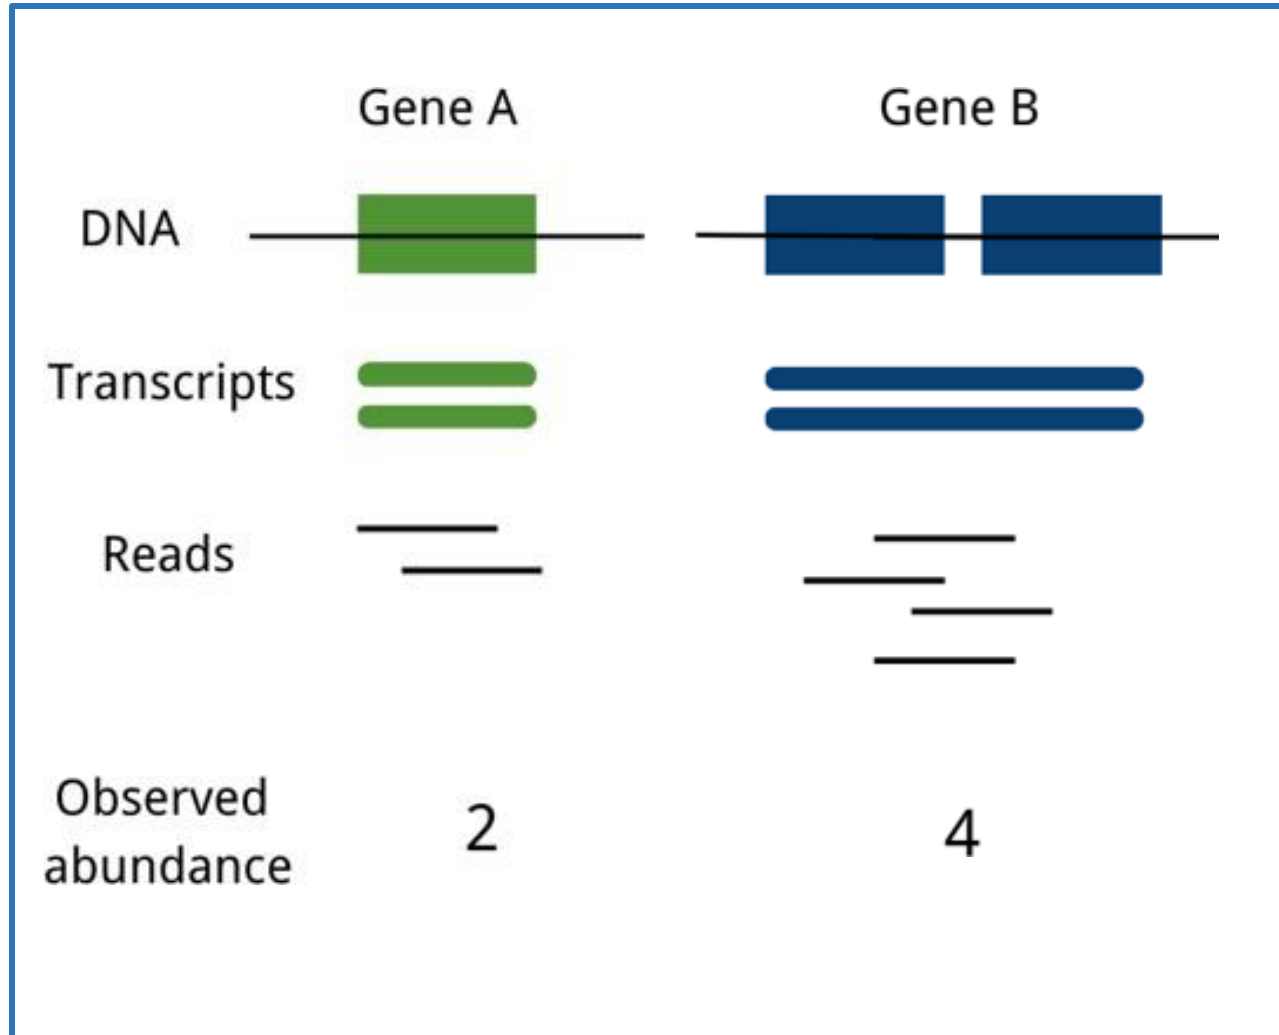 Gene A
Gene B
DNA
Transcripts
Reads
Observed
abundance
2
4